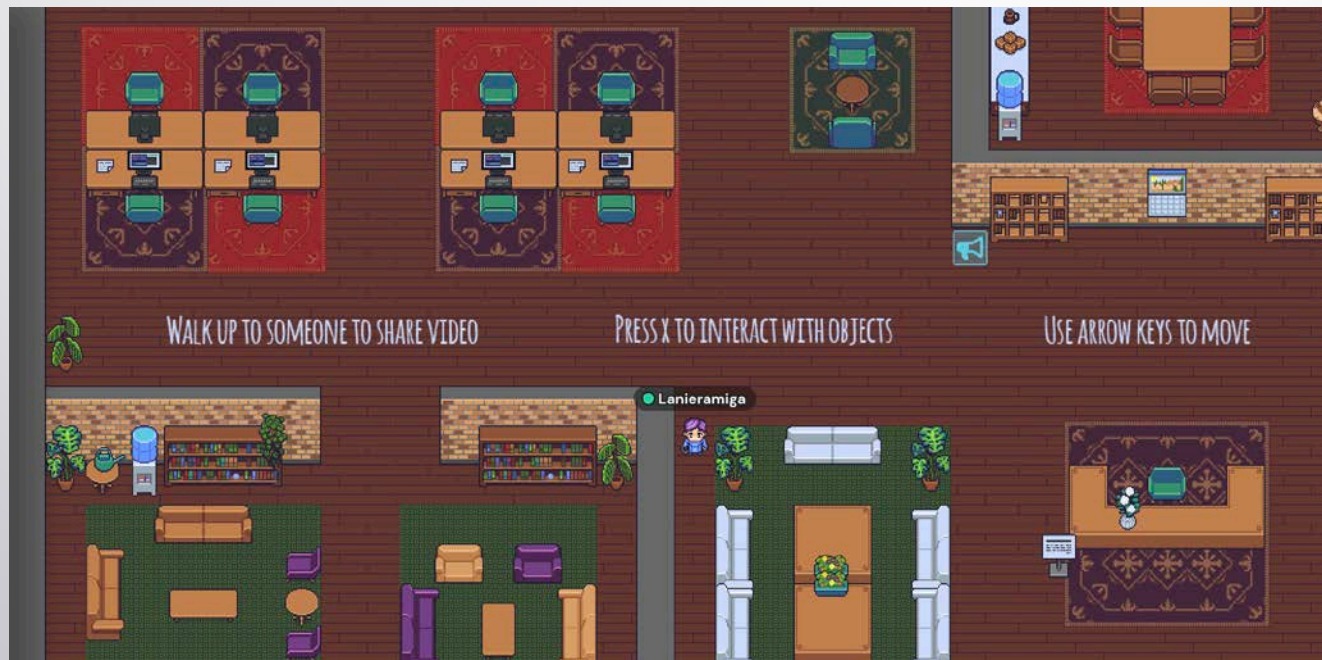 WALK UP TO SOMEONE TO SHARE VIDEO
PRESS X TO INTERACT WITH OBJECTS
USE ARROW KEYS TO MOVE
Lanieramiga